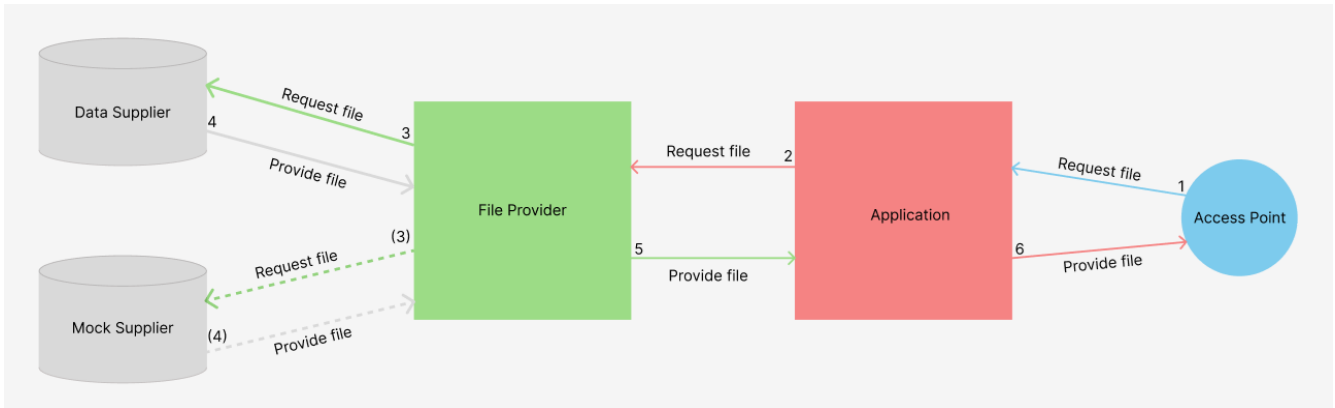 Data Supplier
Request file
3
4
Provide file
(3)
Request file
Mock Supplier
(4)
Provide file
File Provider
Request file
2
5
Provide file
Application
Request file
1
6
Provide file
Access Point